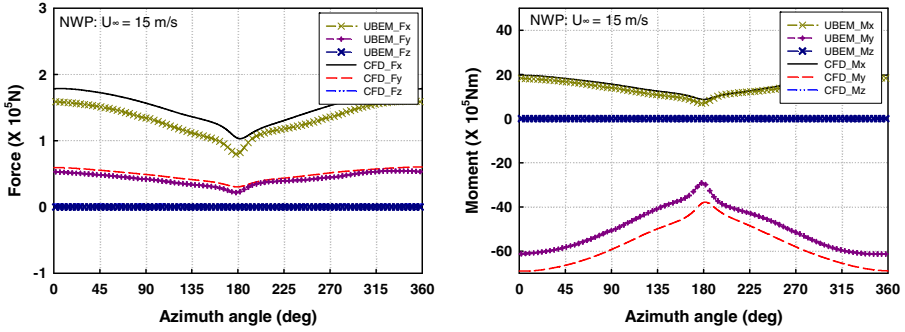 NWP: U∞ = 15 m/s
UBEM_Fx
UBEM_Fy
UBEM_Fz
CFD_Fx
CFD_Fy
CFD_Fz
3
2
1
0
-1
Force (X 10⁵N)
0 45 90 135 180 225 270 315 360
Azimuth angle (deg)
NWP: U∞ = 15 m/s
UBEM_Mx
UBEM_My
UBEM_Mz
CFD_Mx
CFD_My
CFD_Mz
40
20
0
-20
-40
-60
Moment (X 10⁵Nm)
0 45 90 135 180 225 270 315 360
Azimuth angle (deg)